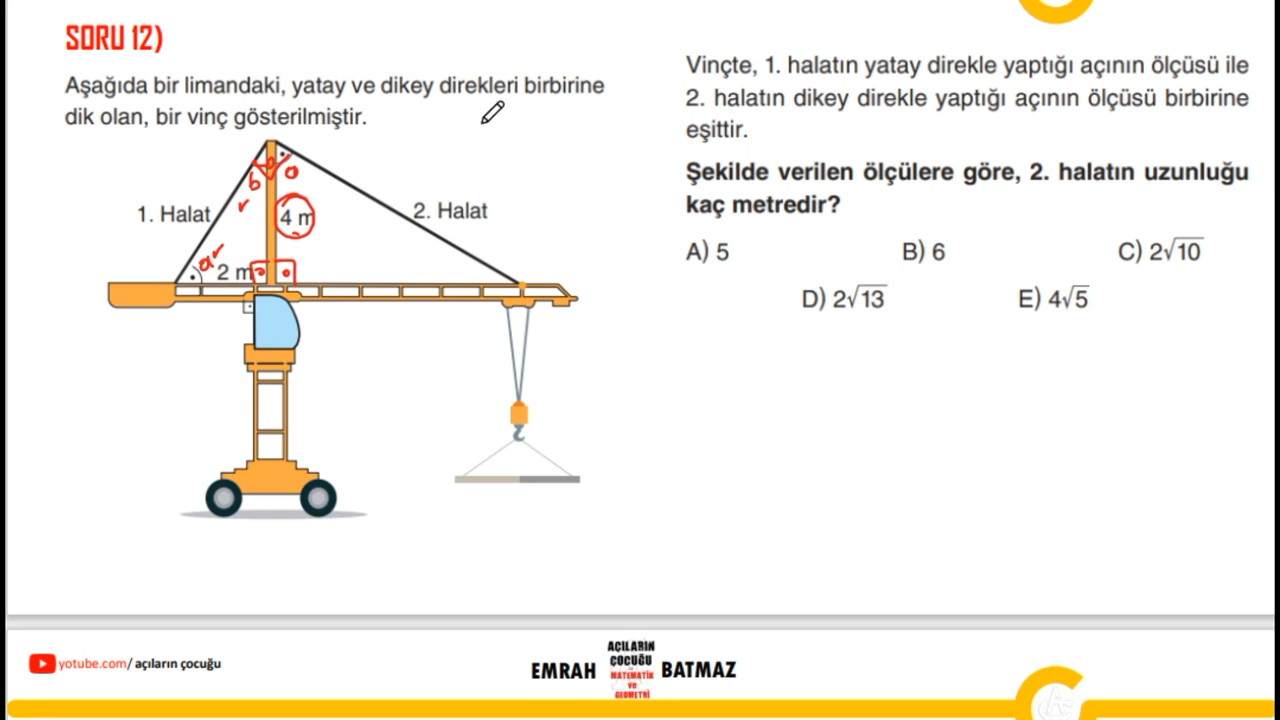 SORU 12)
Aşağıda bir limandaki, yatay ve dikey direkleri birbirine
dik olan, bir vinç gösterilmiştir.
b
a
1. Halat
4 m
2. Halat
a
2 m
Vinçte, 1. halatın yatay direkle yaptığı açının ölçüsü ile
2. halatın dikey direkle yaptığı açının ölçüsü birbirine
eşittir.
Şekilde verilen ölçülere göre, 2. halatın uzunluğu
kaç metredir?
A) 5 B) 6 C) 2√10
D) 2√13 E) 4√5
yotube.com/ açıların çocuğu
EMRAH
AÇILARIN
ÇOCUĞU
MATEMATİK
ve
GEOMETRİ
BATMAZ